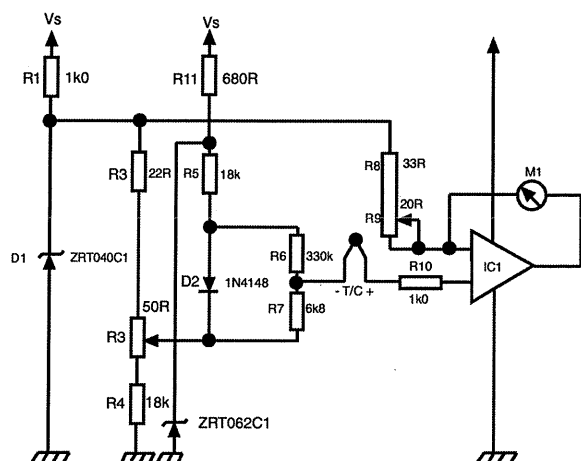 Vs
Vs
R1
1k0
R11
680R
M1
R3
22R
R5
18k
R8
33R
R9
20R
D1
ZRT040C1
D2
1N4148
R6
330k
- T/C +
R10
1k0
IC1
R7
6k8
50R
R3
R4
18k
ZRT062C1